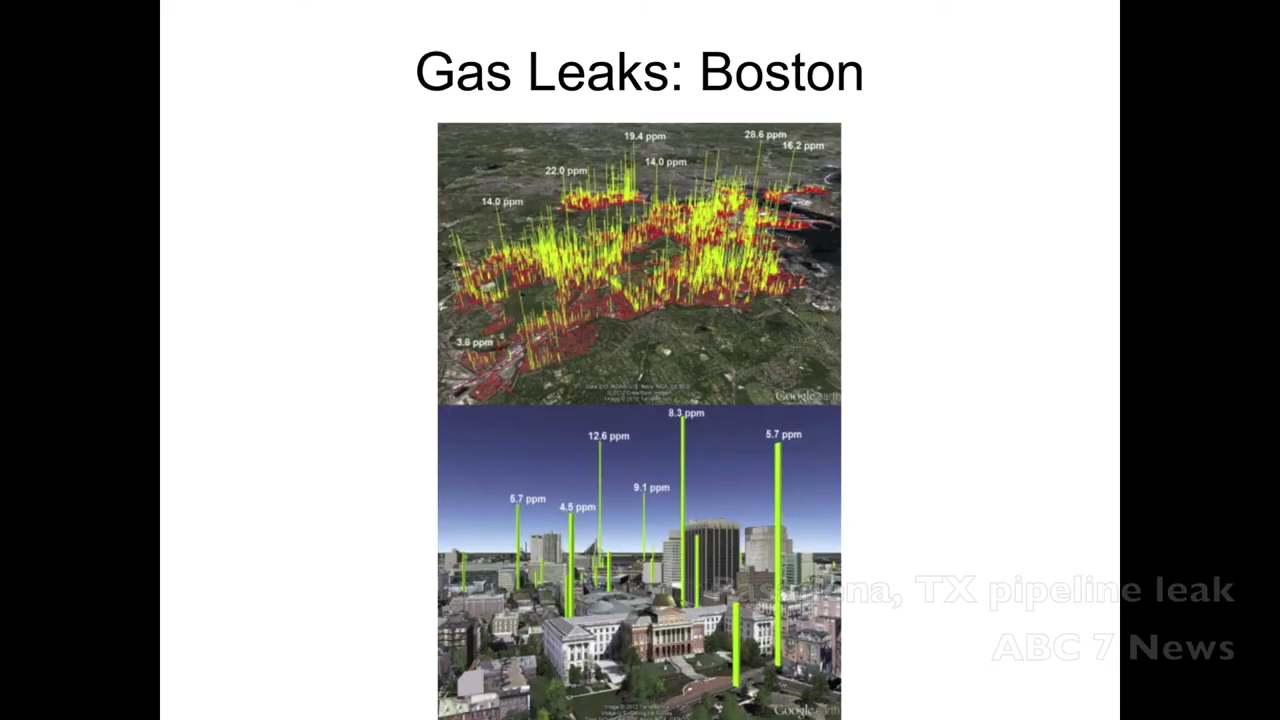 Gas Leaks: Boston
19.4 ppm
28.6 ppm
16.2 ppm
22.0 ppm
14.0 ppm
14.0 ppm
3.8 ppm
Google earth
8.3 ppm
12.6 ppm
5.7 ppm
9.1 ppm
5.7 ppm
4.5 ppm
Pasadena, TX pipeline leak
ABC 7 News
Google earth